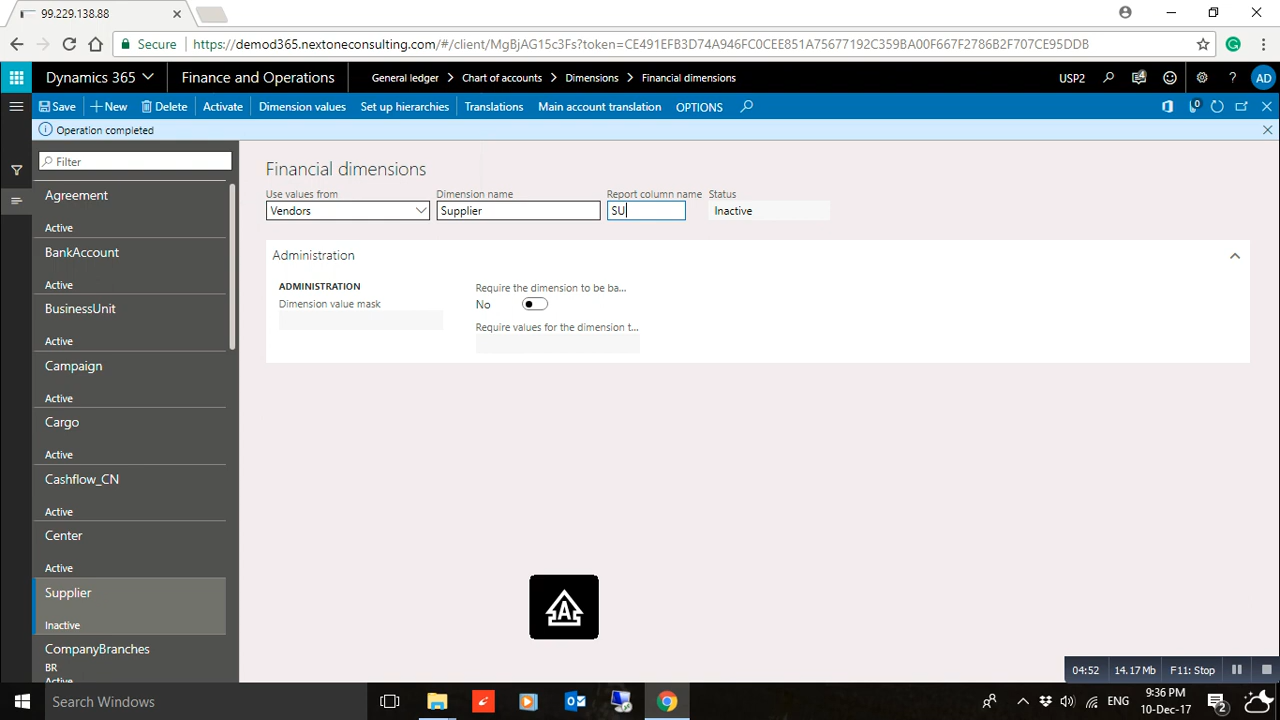 99.229.138.88
Secure
https://demod365.nextoneconsulting.com/#/client/MgBjAG15c3Fs?token=CE491EFB3D74A946FC0CEE851A75677192C359BA00F667F2786B2F707CE95DDB
Dynamics 365
Finance and Operations
General ledger
Chart of accounts
Dimensions
Financial dimensions
USP2
?
AD
Save
New
Delete
Activate
Dimension values
Set up hierarchies
Translations
Main account translation
OPTIONS
0
Operation completed
Filter
Agreement
Active
BankAccount
Active
BusinessUnit
Active
Campaign
Active
Cargo
Active
Cashflow_CN
Active
Center
Active
Supplier
Inactive
CompanyBranches
BR
Active
Financial dimensions
Use values from
Dimension name
Report column name
Status
Vendors
Supplier
SU
Inactive
Administration
ADMINISTRATION
Dimension value mask
Require the dimension to be ba...
No
Require values for the dimension t...
A
04:52
14.17 Mb
F11: Stop
Search Windows
ENG
9:36 PM
10-Dec-17
2